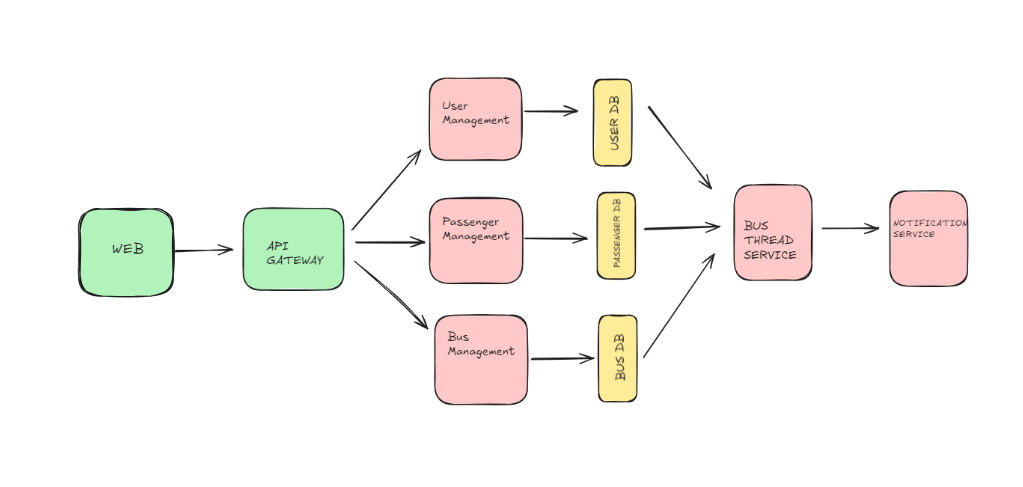 WEB
API
GATEWAY
User
Management
Passenger
Management
Bus
Management
USER DB
PASSENGER DB
BUS DB
BUS
THREAD
SERVICE
NOTIFICATION
SERVICE